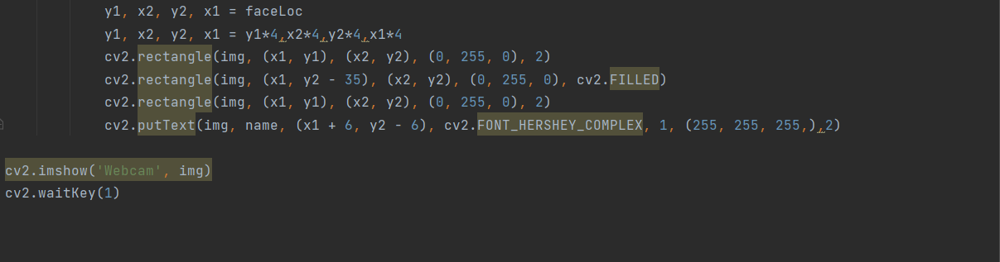 y1, x2, y2, x1 = faceLoc
y1, x2, y2, x1 = y1*4,x2*4,y2*4,x1*4
cv2.rectangle(img, (x1, y1), (x2, y2), (0, 255, 0), 2)
cv2.rectangle(img, (x1, y2 - 35), (x2, y2), (0, 255, 0), cv2.FILLED)
cv2.rectangle(img, (x1, y1), (x2, y2), (0, 255, 0), 2)
cv2.putText(img, name, (x1 + 6, y2 - 6), cv2.FONT_HERSHEY_COMPLEX, 1, (255, 255, 255,),2)
cv2.imshow('Webcam', img)
cv2.waitKey(1)